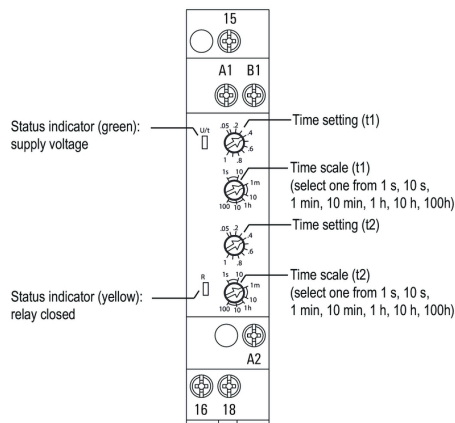 15
A1 B1
Status indicator (green):
supply voltage
U/t
.05 .2 .4 .6 .8 1
Time setting (t1)
1s 10 1m 10 1h 10 100
Time scale (t1)
(select one from 1 s, 10 s,
1 min, 10 min, 1 h, 10 h, 100h)
.05 .2 .4 .6 .8 1
Time setting (t2)
Status indicator (yellow):
relay closed
R
1s 10 1m 10 1h 10 100
Time scale (t2)
(select one from 1 s, 10 s,
1 min, 10 min, 1 h, 10 h, 100h)
A2
16 18